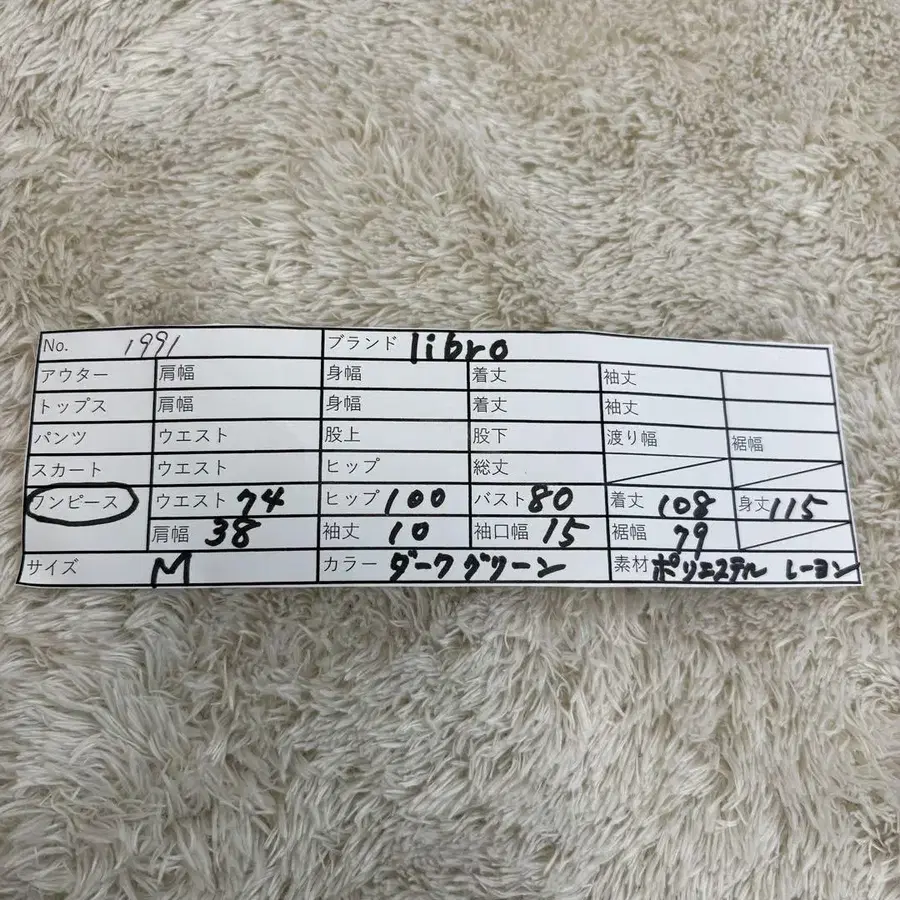 No. 1991 ブランド libro
アウター 肩幅 身幅 着丈 袖丈
トップス 肩幅 身幅 着丈 袖丈
パンツ ウエスト 股上 股下 渡り幅 裾幅
スカート ウエスト ヒップ 総丈
ワンピース ウエスト 74 ヒップ 100 バスト 80 着丈 108 身丈 115
肩幅 38 袖丈 10 袖口幅 15 裾幅 79
サイズ M カラー ダークグリーン 素材 ポリエステル レーヨン